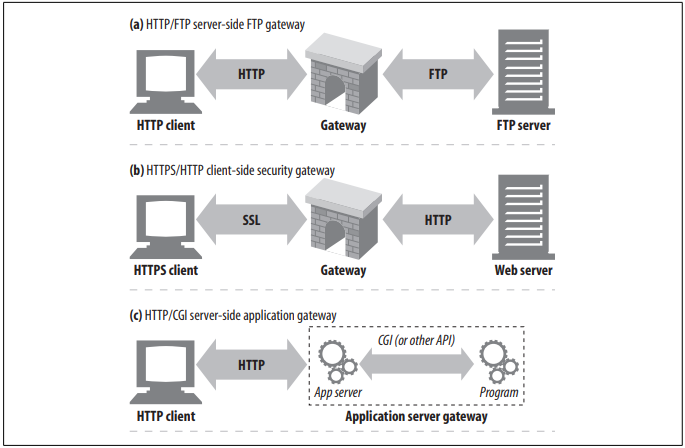 (a) HTTP/FTP server-side FTP gateway
HTTP
FTP
HTTP client
Gateway
FTP server
(b) HTTPS/HTTP client-side security gateway
SSL
HTTP
HTTPS client
Gateway
Web server
(c) HTTP/CGI server-side application gateway
CGI (or other API)
HTTP
App server
Program
HTTP client
Application server gateway